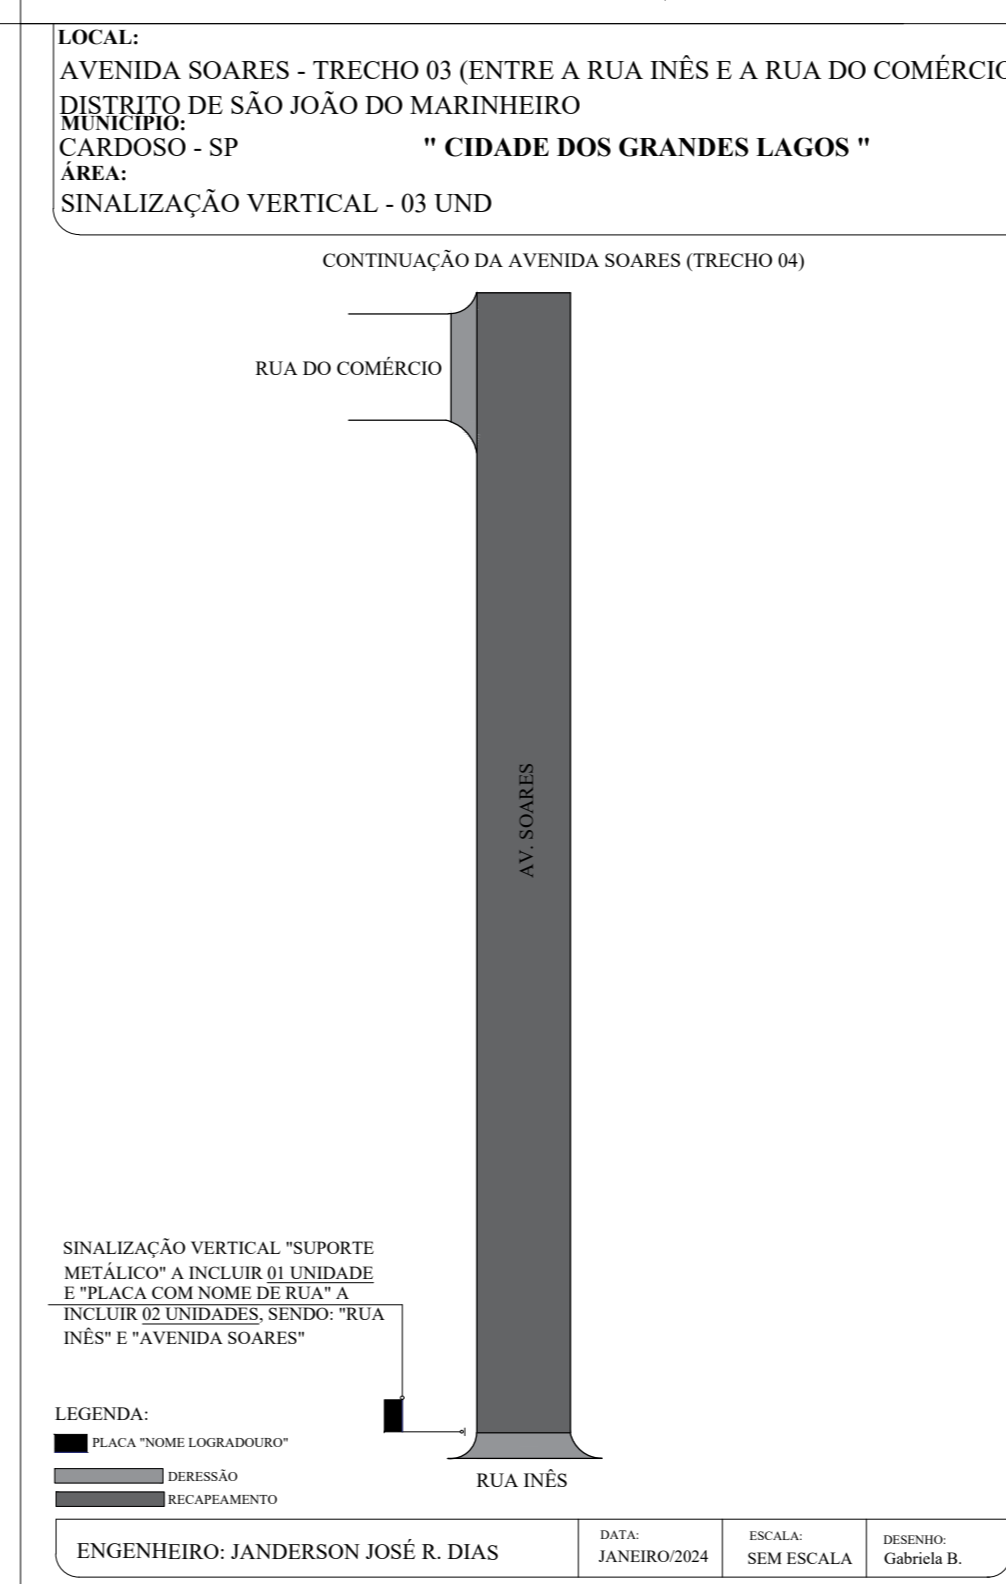 LOCAL:
AVENIDA SOARES - TRECHO 03 (ENTRE A RUA INÊS E A RUA DO COMÉRCIO
DISTRITO DE SÃO JOÃO DO MARINHEIRO
MUNICÍPIO:
CARDOSO - SP " CIDADE DOS GRANDES LAGOS "
ÁREA:
SINALIZAÇÃO VERTICAL - 03 UND
CONTINUAÇÃO DA AVENIDA SOARES (TRECHO 04)
RUA DO COMÉRCIO
AV. SOARES
SINALIZAÇÃO VERTICAL "SUPORTE
METÁLICO" A INCLUIR 01 UNIDADE
E "PLACA COM NOME DE RUA" A
INCLUIR 02 UNIDADES, SENDO: "RUA
INÊS" E "AVENIDA SOARES"
LEGENDA:
PLACA "NOME LOGRADOURO"
DERESSÃO
RECAPEAMENTO
RUA INÊS
ENGENHEIRO: JANDERSON JOSÉ R. DIAS
DATA:
JANEIRO/2024
ESCALA:
SEM ESCALA
DESENHO:
Gabriela B.